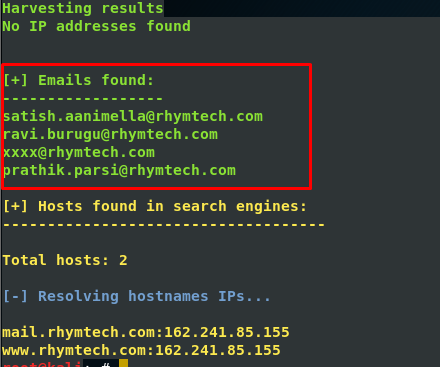 Harvesting results
No IP addresses found
[+] Emails found:
------------------
satish.aanimella@rhymtech.com
ravi.burugu@rhymtech.com
xxxx@rhymtech.com
prathik.parsi@rhymtech.com
[+] Hosts found in search engines:
------------------------------------
Total hosts: 2
[-] Resolving hostnames IPs...
mail.rhymtech.com:162.241.85.155
www.rhymtech.com:162.241.85.155
root@kali:~#